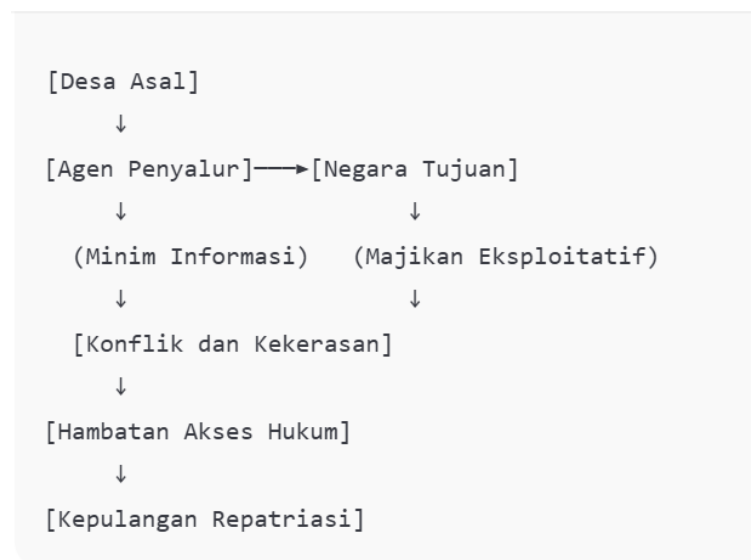 [Desa Asal]
↓
[Agen Penyalur]───►[Negara Tujuan]
↓ ↓
(Minim Informasi) (Majikan Eksploitatif)
↓ ↓
[Konflik dan Kekerasan]
↓
[Hambatan Akses Hukum]
↓
[Kepulangan Repatriasi]